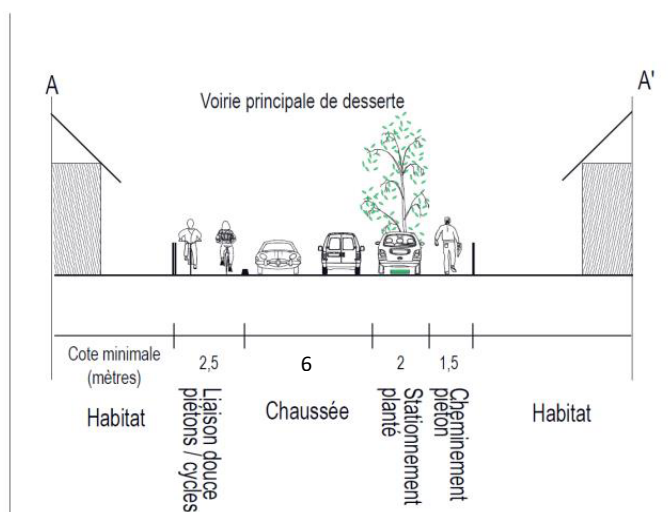 A
A'
Voirie principale de desserte
Cote minimale
(mètres)
2,5
6
2
1,5
Habitat
Liaison douce
piétons / cycles
Chaussée
Stationnement
planté
Cheminement
piéton
Habitat